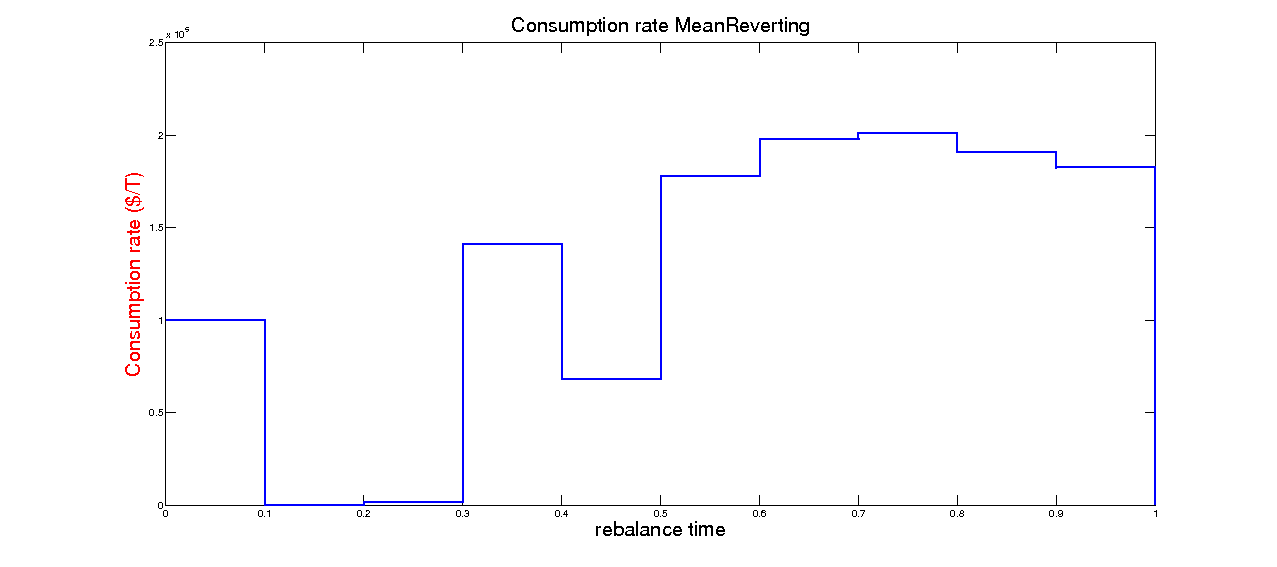 Consumption rate MeanReverting
x 10^5
2.5
2
1.5
1
0.5
0
Consumption rate ($/T)
0 0.1 0.2 0.3 0.4 0.5 0.6 0.7 0.8 0.9 1
rebalance time